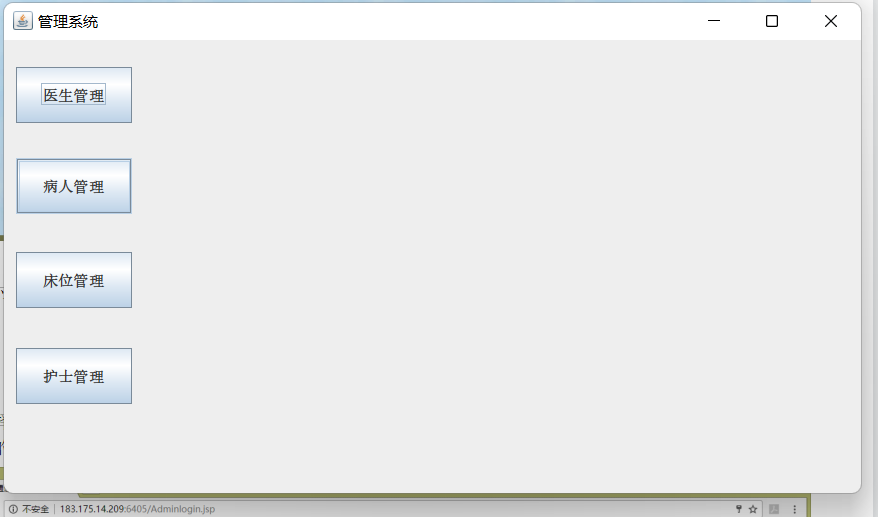 管理系统
医生管理
病人管理
床位管理
护士管理
不安全 183.175.14.209:6405/Adminlogin.jsp